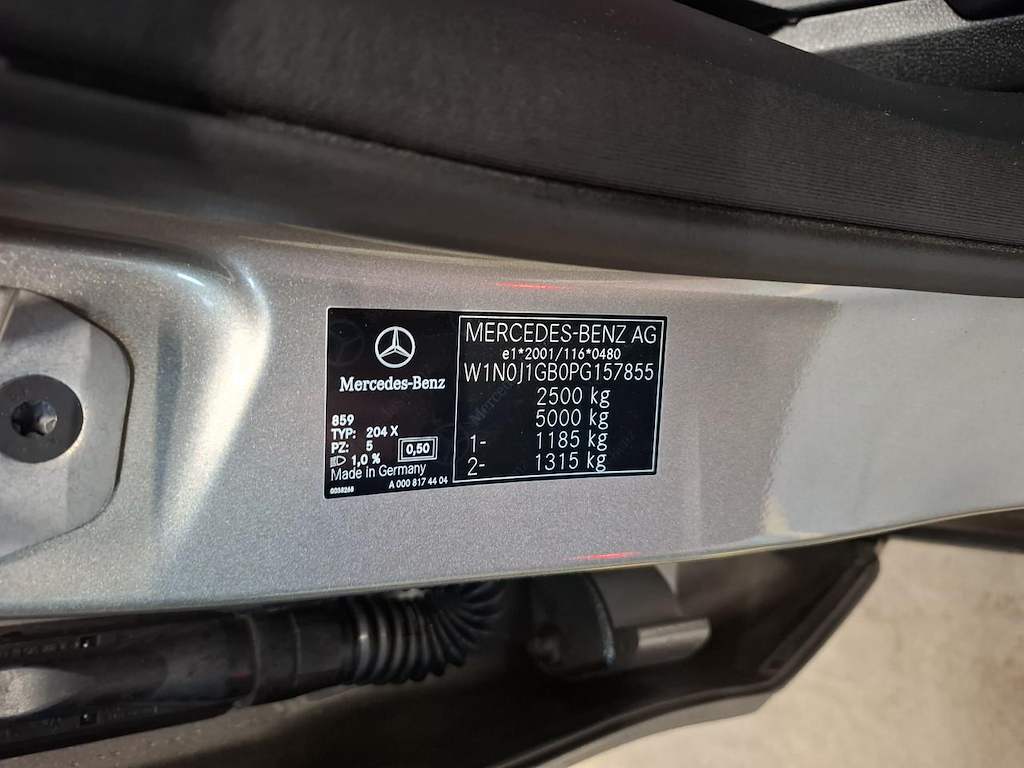 Mercedes-Benz
859
TYP: 204 X
PZ: 5
1,0 %
0,50
Made in Germany
0038268
A 000 817 44 04
MERCEDES-BENZ AG
e1*2001/116*0480
W1N0J1GB0PG157855
2500 kg
5000 kg
1- 1185 kg
2- 1315 kg